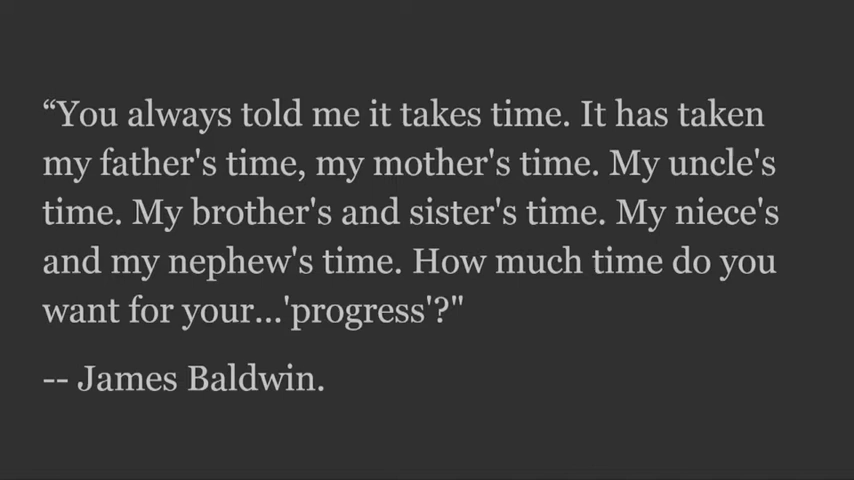 “You always told me it takes time. It has taken
my father's time, my mother's time. My uncle's
time. My brother's and sister's time. My niece's
and my nephew's time. How much time do you
want for your...'progress'?"
-- James Baldwin.